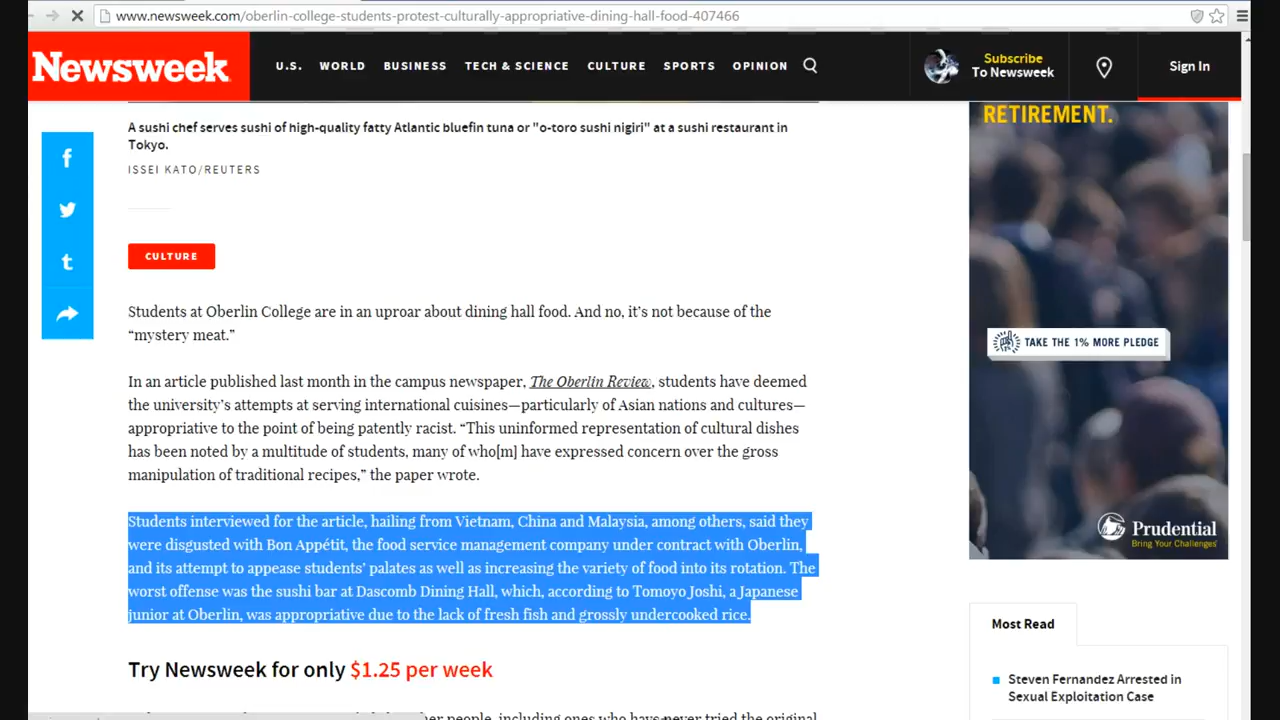 www.newsweek.com/oberlin-college-students-protest-culturally-appropriative-dining-hall-food-407466
Newsweek
U.S. WORLD BUSINESS TECH & SCIENCE CULTURE SPORTS OPINION
Subscribe
To Newsweek
Sign In
RETIREMENT.
A sushi chef serves sushi of high-quality fatty Atlantic bluefin tuna or "o-toro sushi nigiri" at a sushi restaurant in
Tokyo.
ISSEI KATO/REUTERS
CULTURE
Students at Oberlin College are in an uproar about dining hall food. And no, it's not because of the
“mystery meat.”
In an article published last month in the campus newspaper, The Oberlin Review, students have deemed
the university's attempts at serving international cuisines—particularly of Asian nations and cultures—
appropriative to the point of being patently racist. “This uninformed representation of cultural dishes
has been noted by a multitude of students, many of who[m] have expressed concern over the gross
manipulation of traditional recipes,” the paper wrote.
Students interviewed for the article, hailing from Vietnam, China and Malaysia, among others, said they
were disgusted with Bon Appétit, the food service management company under contract with Oberlin,
and its attempt to appease students’ palates as well as increasing the variety of food into its rotation. The
worst offense was the sushi bar at Dascomb Dining Hall, which, according to Tomoyo Joshi, a Japanese
junior at Oberlin, was appropriative due to the lack of fresh fish and grossly undercooked rice.
Try Newsweek for only $1.25 per week
her people, including ones who have never tried the original
TAKE THE 1% MORE PLEDGE
Prudential
Bring Your Challenges
Most Read
Steven Fernandez Arrested in
Sexual Exploitation Case